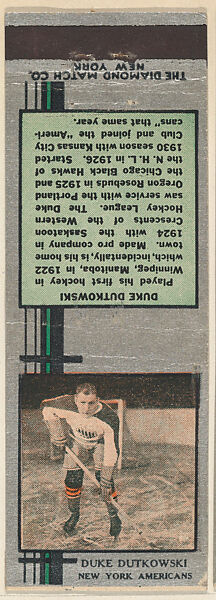 THE DIAMOND MATCH CO.
NEW YORK
DUKE DUTKOWSKI
Played his first hockey in
Winnipeg, Manitoba, in 1922
which, incidentally, is his home
town. Made pro company in
1924 with the Saskatoon
Crescents of the Western
Hockey League. The Duke
saw service with the Portland
Oregon Rosebuds in 1925 and
the Chicago Black Hawks of
the N. H. L. in 1926. Started
1930 season with Kansas City
Club and joined the "Ameri-
cans" that same year.
DUKE DUTKOWSKI
NEW YORK AMERICANS